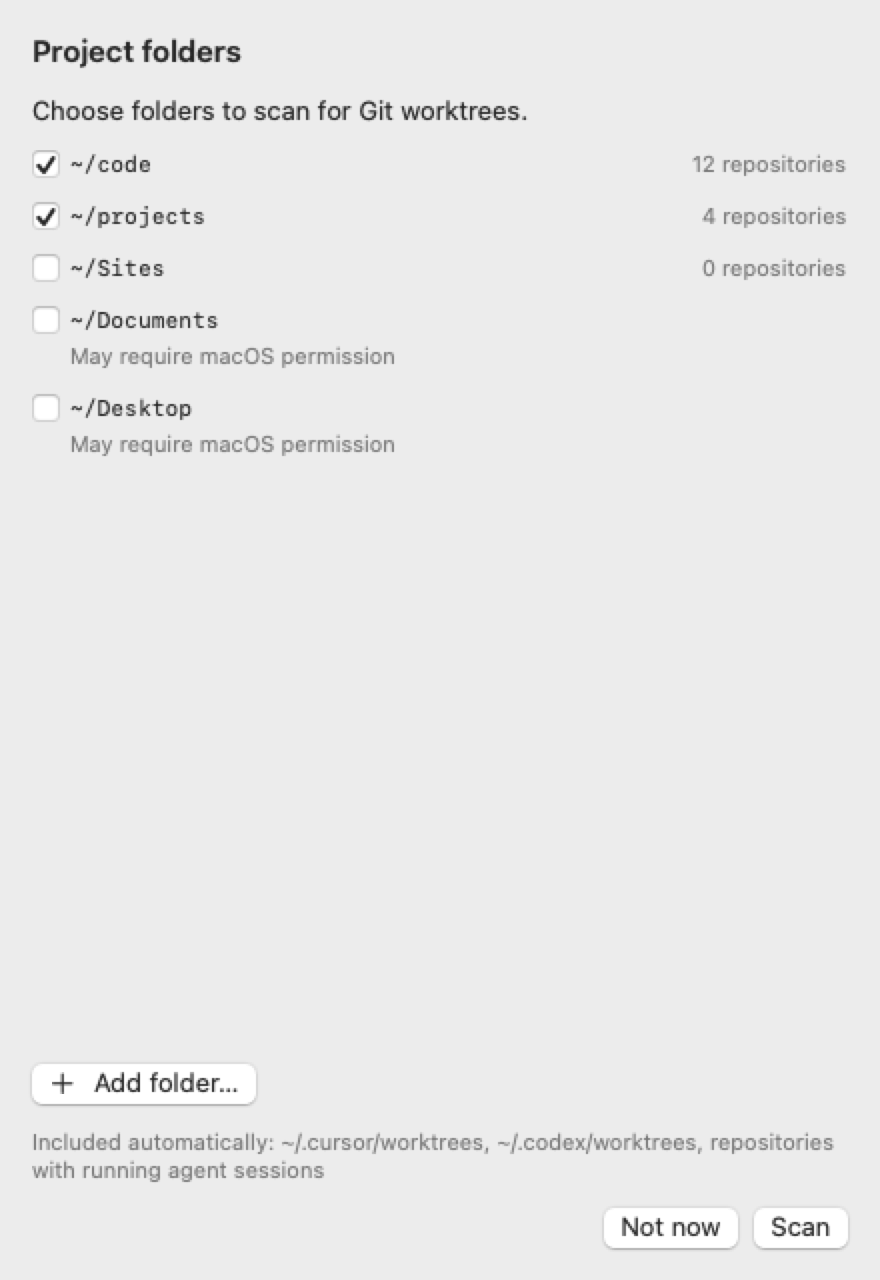 Project folders
Choose folders to scan for Git worktrees.
~/code 12 repositories
~/projects 4 repositories
~/Sites 0 repositories
~/Documents
May require macOS permission
~/Desktop
May require macOS permission
+ Add folder...
Included automatically: ~/.cursor/worktrees, ~/.codex/worktrees, repositories
with running agent sessions
Not now Scan